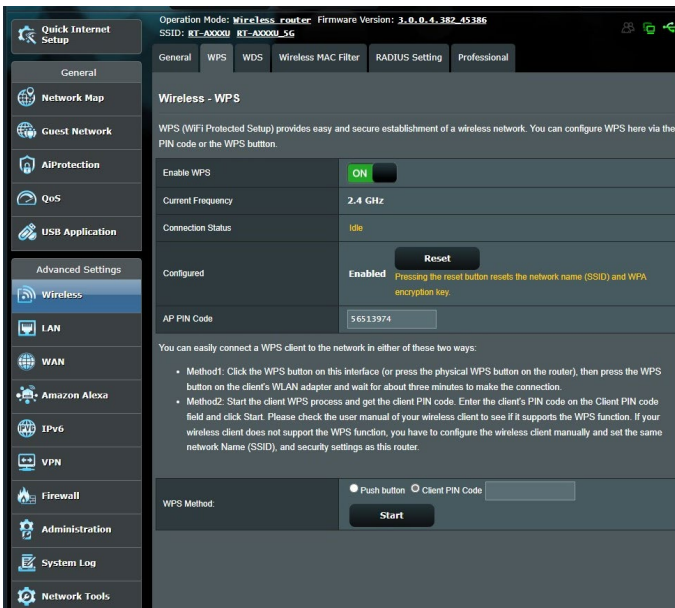 Quick Internet
Setup
General
Network Map
Guest Network
AiProtection
QoS
USB Application
Advanced Settings
Wireless
LAN
WAN
Amazon Alexa
IPv6
VPN
Firewall
Administration
System Log
Network Tools
Operation Mode: Wireless router Firmware Version: 3.0.0.4.382_45386
SSID: RT-AXXXU RT-AXXXU_5G
General WPS WDS Wireless MAC Filter RADIUS Setting Professional
Wireless - WPS
WPS (WiFi Protected Setup) provides easy and secure establishment of a wireless network. You can configure WPS here via the
PIN code or the WPS buttton.
Enable WPS ON
Current Frequency 2.4 GHz
Connection Status Idle
Configured Enabled Reset
Pressing the reset button resets the network name (SSID) and WPA
encryption key.
AP PIN Code 56513974
You can easily connect a WPS client to the network in either of these two ways:
• Method1: Click the WPS button on this interface (or press the physical WPS button on the router), then press the WPS
button on the client's WLAN adapter and wait for about three minutes to make the connection.
• Method2: Start the client WPS process and get the client PIN code. Enter the client's PIN code on the Client PIN code
field and click Start. Please check the user manual of your wireless client to see if it supports the WPS function. If your
wireless client does not support the WPS function, you have to configure the wireless client manually and set the same
network Name (SSID), and security settings as this router.
WPS Method: Push button Client PIN Code
Start